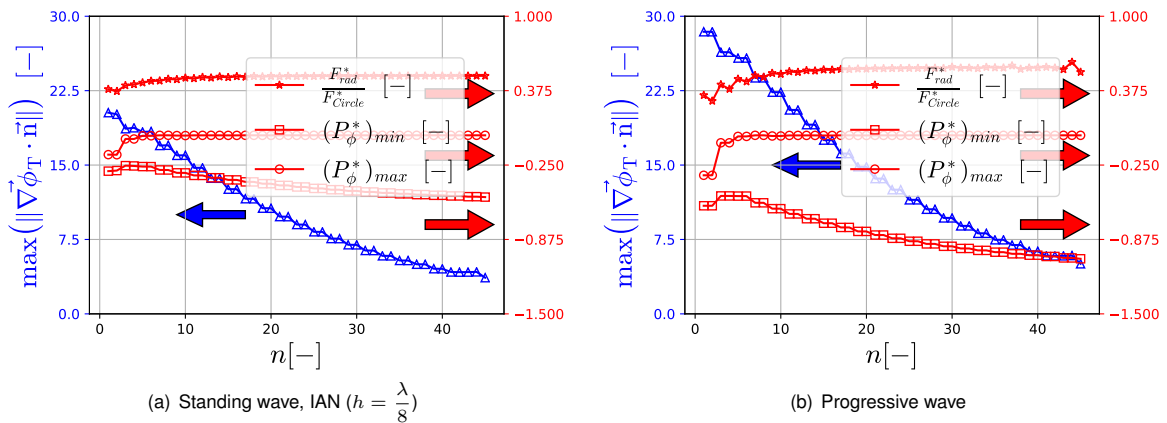 30.0
22.5
15.0
7.5
0.0
1.000
0.375
−0.250
−0.875
−1.500
0
10
20
30
40
n[−]
max(||∇⃗ϕ_T · n⃗||) [−]
F*_rad / F*_Circle [−]
(P*_ϕ)_min [−]
(P*_ϕ)_max [−]
(a) Standing wave, IAN (h = λ/8)
30.0
22.5
15.0
7.5
0.0
1.000
0.375
−0.250
−0.875
−1.500
0
10
20
30
40
n[−]
max(||∇⃗ϕ_T · n⃗||) [−]
F*_rad / F*_Circle [−]
(P*_ϕ)_min [−]
(P*_ϕ)_max [−]
(b) Progressive wave